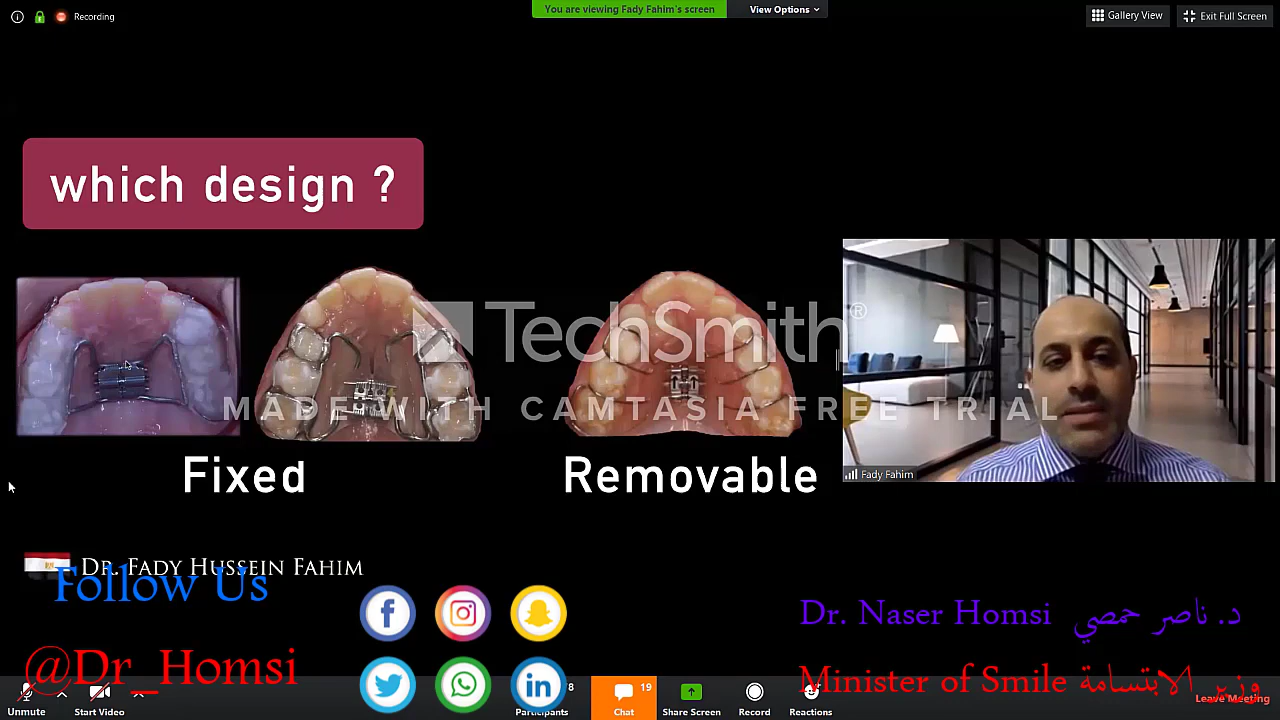 Recording
You are viewing Fady Fahim's screen
View Options
Gallery View
Exit Full Screen
which design ?
TechSmith®
MADE WITH CAMTASIA FREE TRIAL
Fixed
Removable
Fady Fahim
DR. FADY HUSSEIN FAHIM
Follow Us
@Dr_Homsi
Dr. Naser Homsi د. ناصر حمصي
Minister of Smile وزير الابتسامة
Unmute
Start Video
Participants
8
Chat
19
Share Screen
Record
Reactions
Leave Meeting